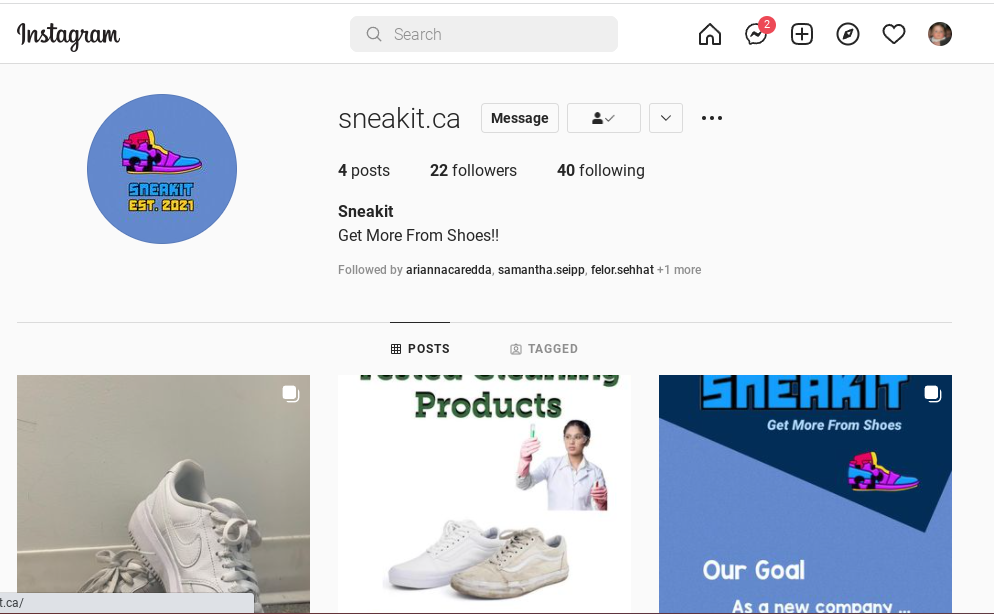 Instagram
Search
2
sneakit.ca
Message
4 posts 22 followers 40 following
SNEAKIT
EST. 2021
Sneakit
Get More From Shoes!!
Followed by ariannacaredda, samantha.seipp, felor.sehhat +1 more
POSTS
TAGGED
Tested Cleaning
Products
SNEAKIT
Get More From Shoes
Our Goal
As a new company ...
t.ca/